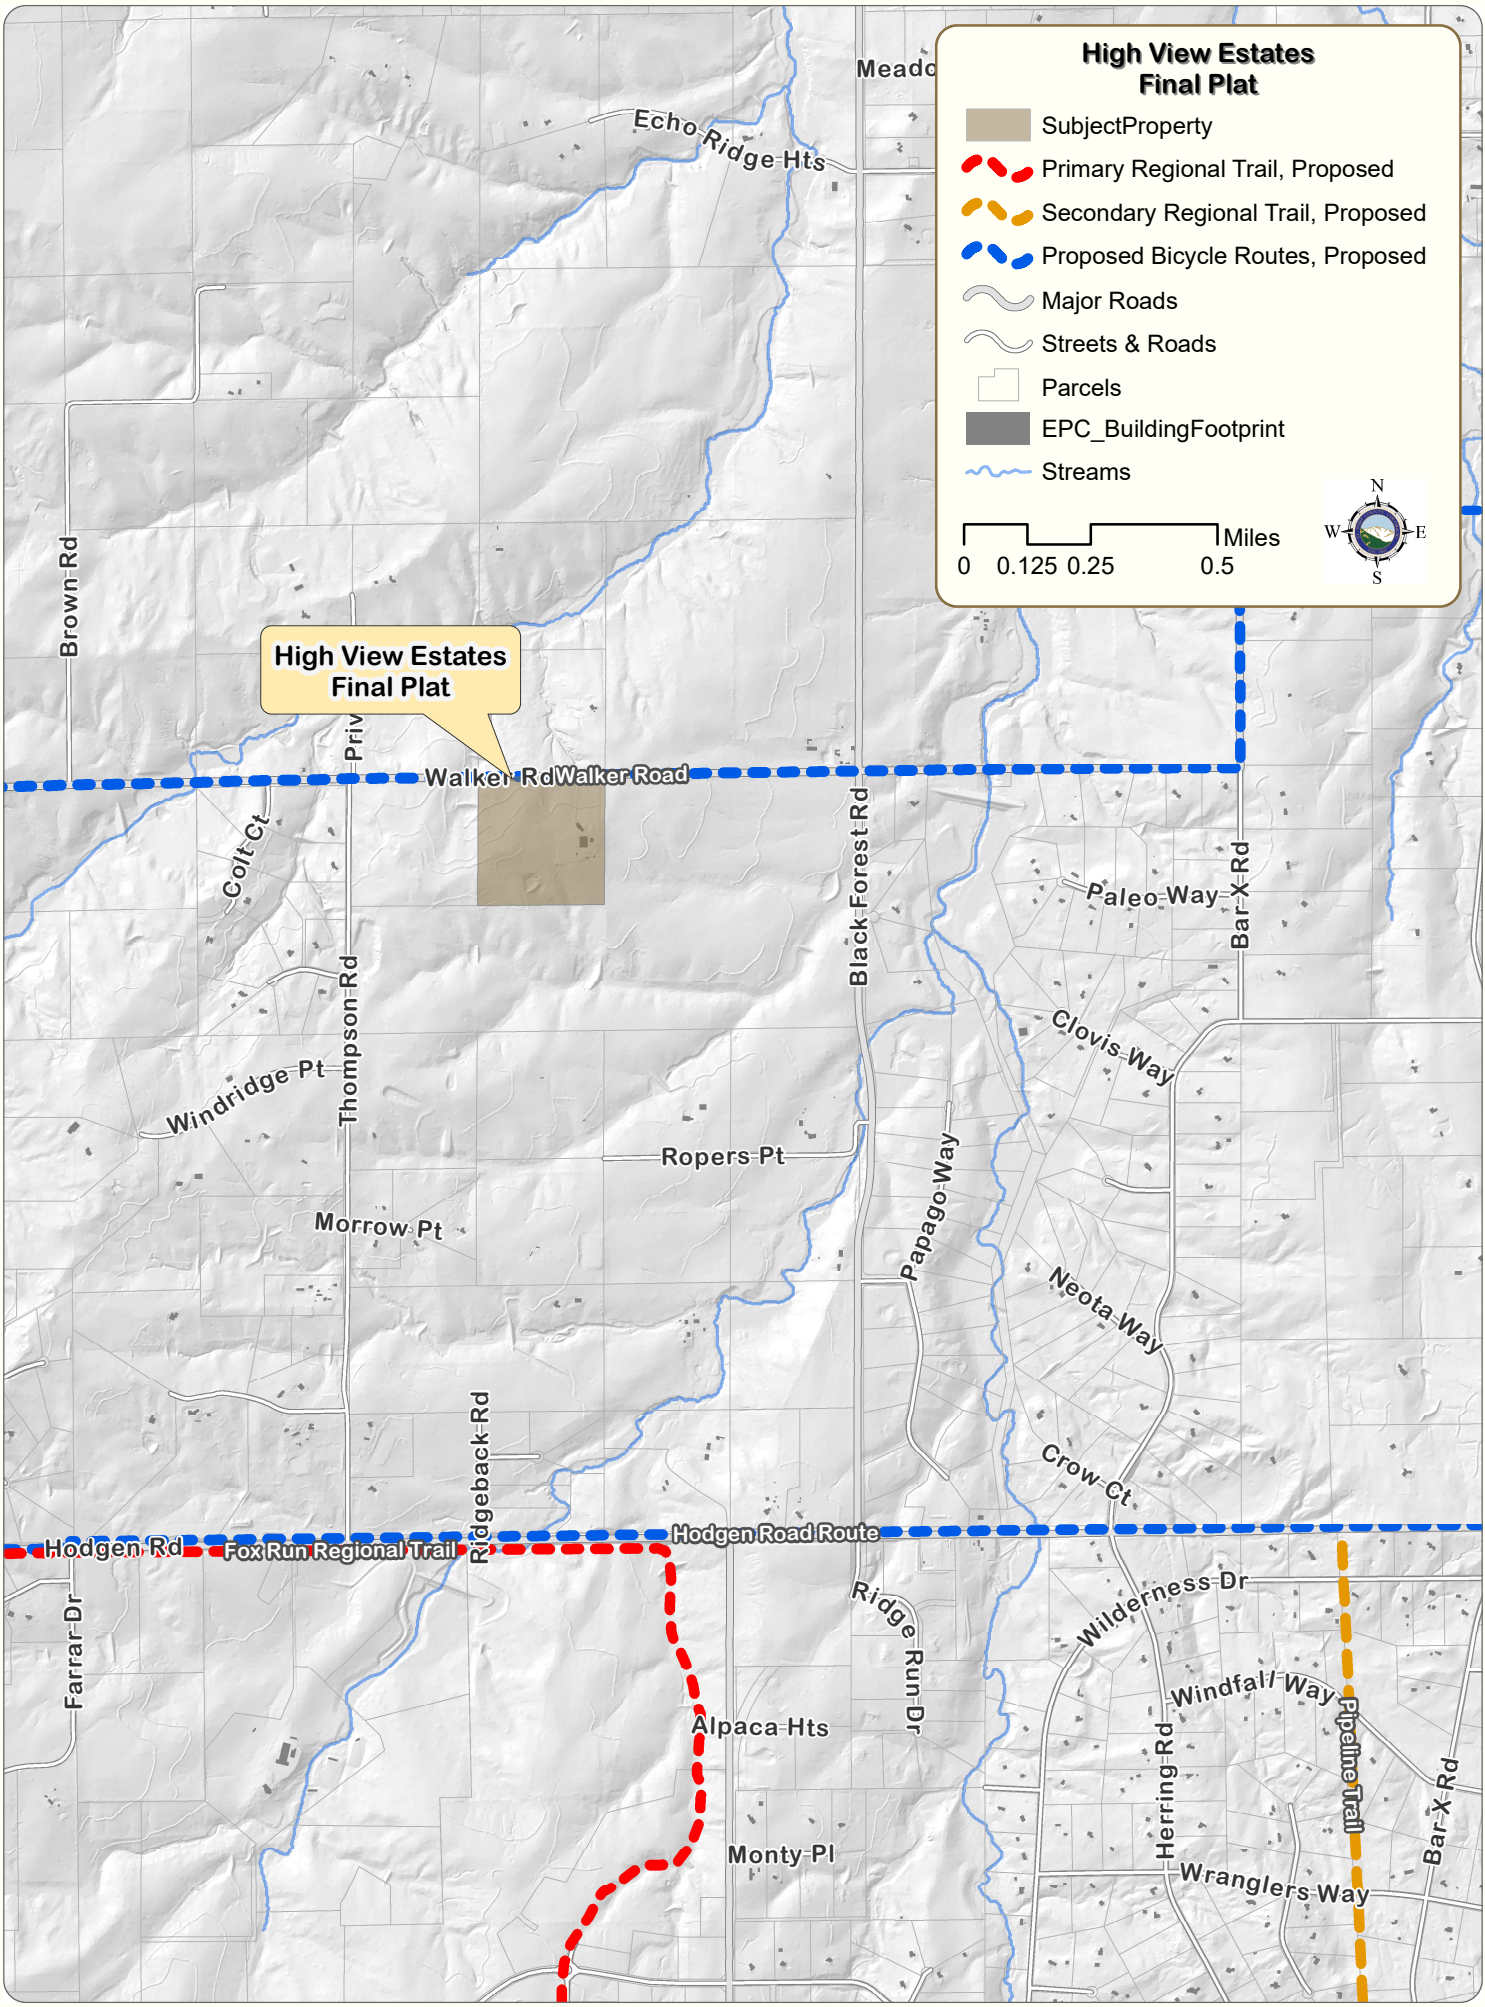 Meado
Echo Ridge Hts
High View Estates
Final Plat
SubjectProperty
Primary Regional Trail, Proposed
Secondary Regional Trail, Proposed
Proposed Bicycle Routes, Proposed
Major Roads
Streets & Roads
Parcels
EPC_BuildingFootprint
Streams
Miles
0 0.125 0.25 0.5
N
W E
S
Brown Rd
High View Estates
Final Plat
Priv
Walker Rd
Walker Road
Colt Ct
Black Forest Rd
Paleo Way
Bar X Rd
Thompson Rd
Clovis Way
Windridge Pt
Ropers Pt
Papago Way
Morrow Pt
Neota Way
Ridgeback Rd
Crow Ct
Hodgen Road Route
Hodgen Rd
Fox Run Regional Trail
Farrar Dr
Ridge Run Dr
Wilderness Dr
Windfall Way
Alpaca Hts
Pipeline Trail
Herring Rd
Bar X Rd
Monty Pl
Wranglers Way